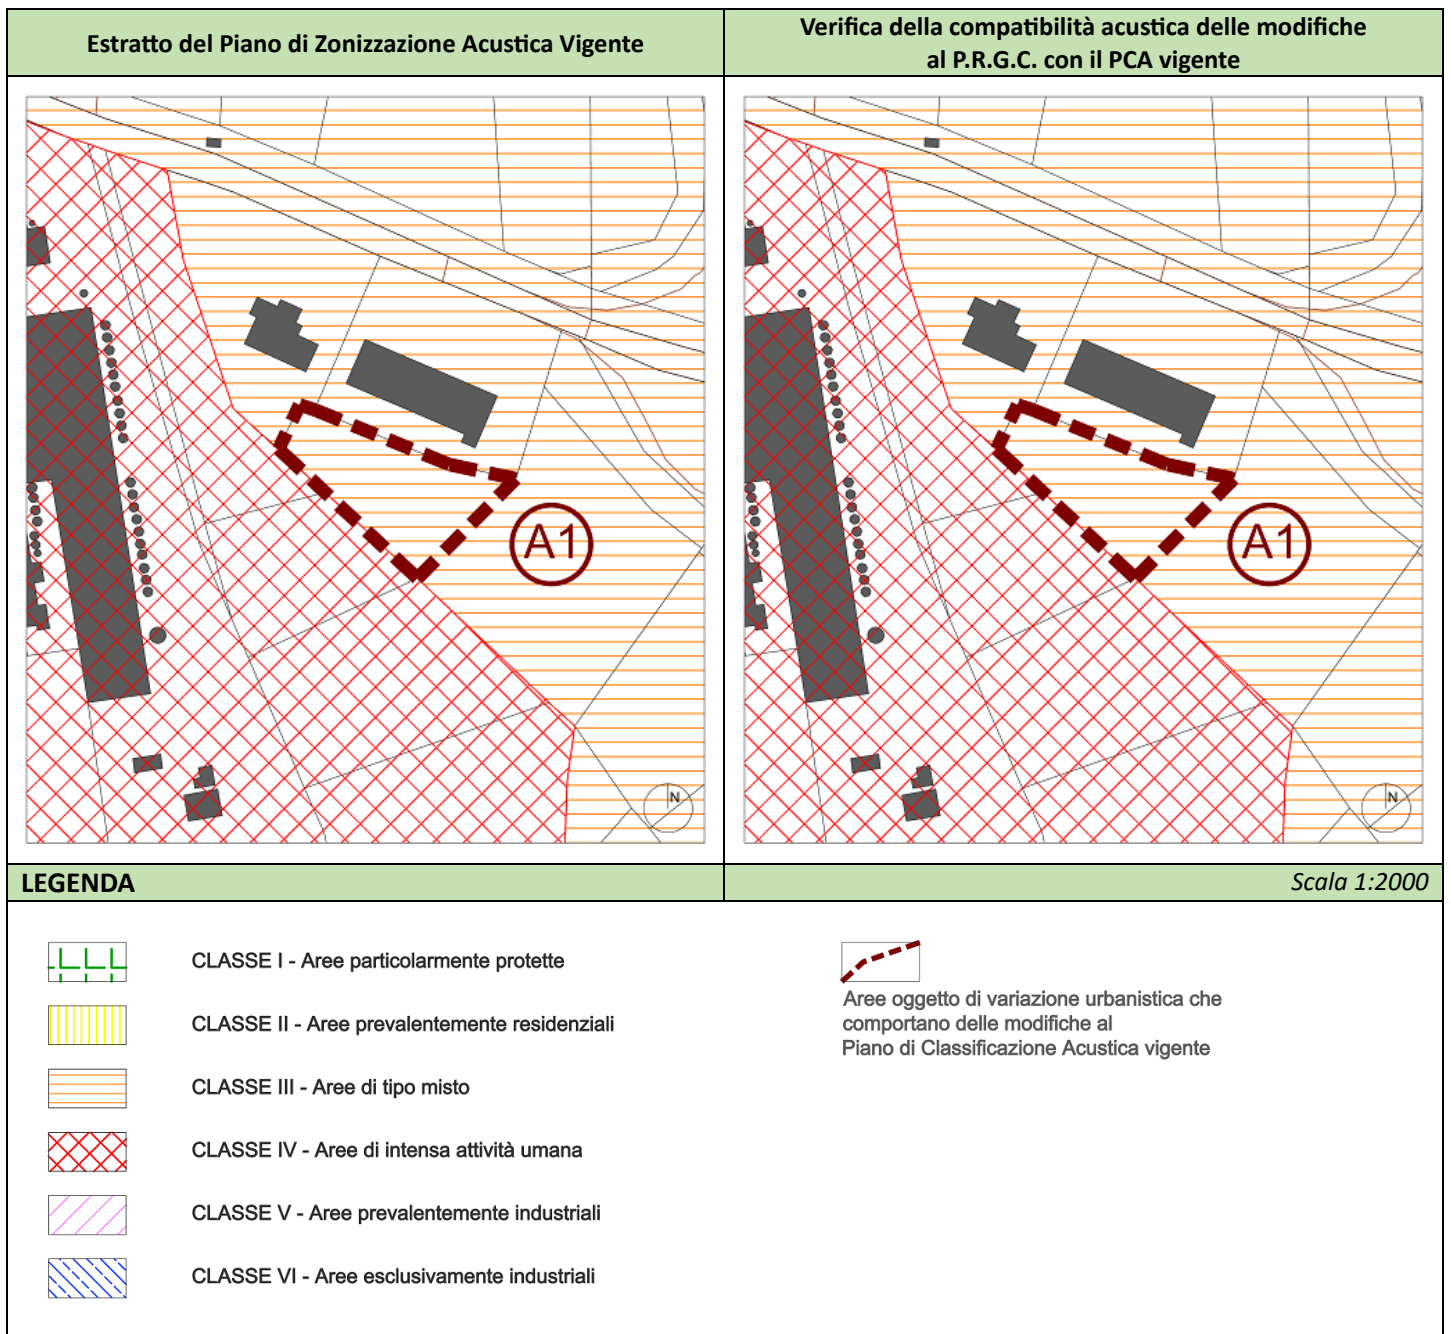 Estratto del Piano di Zonizzazione Acustica Vigente
Verifica della compatibilità acustica delle modifiche
al P.R.G.C. con il PCA vigente
A1
N
A1
N
LEGENDA
Scala 1:2000
CLASSE I - Aree particolarmente protette
CLASSE II - Aree prevalentemente residenziali
CLASSE III - Aree di tipo misto
CLASSE IV - Aree di intensa attività umana
CLASSE V - Aree prevalentemente industriali
CLASSE VI - Aree esclusivamente industriali
Aree oggetto di variazione urbanistica che
comportano delle modifiche al
Piano di Classificazione Acustica vigente